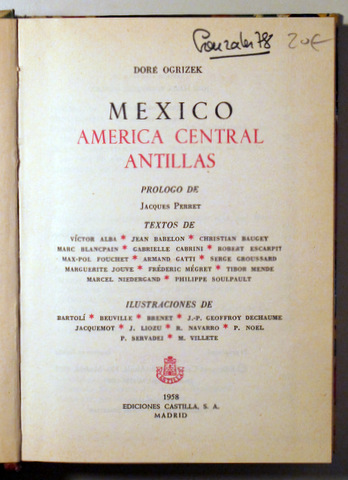 Gonzalez 78 20€
DORÉ OGRIZEK
MEXICO
AMERICA CENTRAL
ANTILLAS
PROLOGO DE
JACQUES PERRET
TEXTOS DE
VÍCTOR ALBA * JEAN BABELON * CHRISTIAN BAUGEY
MARC BLANCPAIN * GABRIELLE CABRINI * ROBERT ESCARPIT
MAX-POL FOUCHET * ARMAND GATTI * SERGE GROUSSARD
MARGUERITE JOUVE * FRÉDERIC MÉGRET * TIBOR MENDE
MARCEL NIEDERGAND * PHILIPPE SOULPAULT
ILUSTRACIONES DE
BARTOLÍ * BEUVILLE * BRENET * J.-P. GEOFFROY DECHAUME
JACQUEMOT * J. LIOZU * R. NAVARRO * P. NOEL
P. SERVADEI * M. VILLETE
1958
EDICIONES CASTILLA, S. A.
MADRID